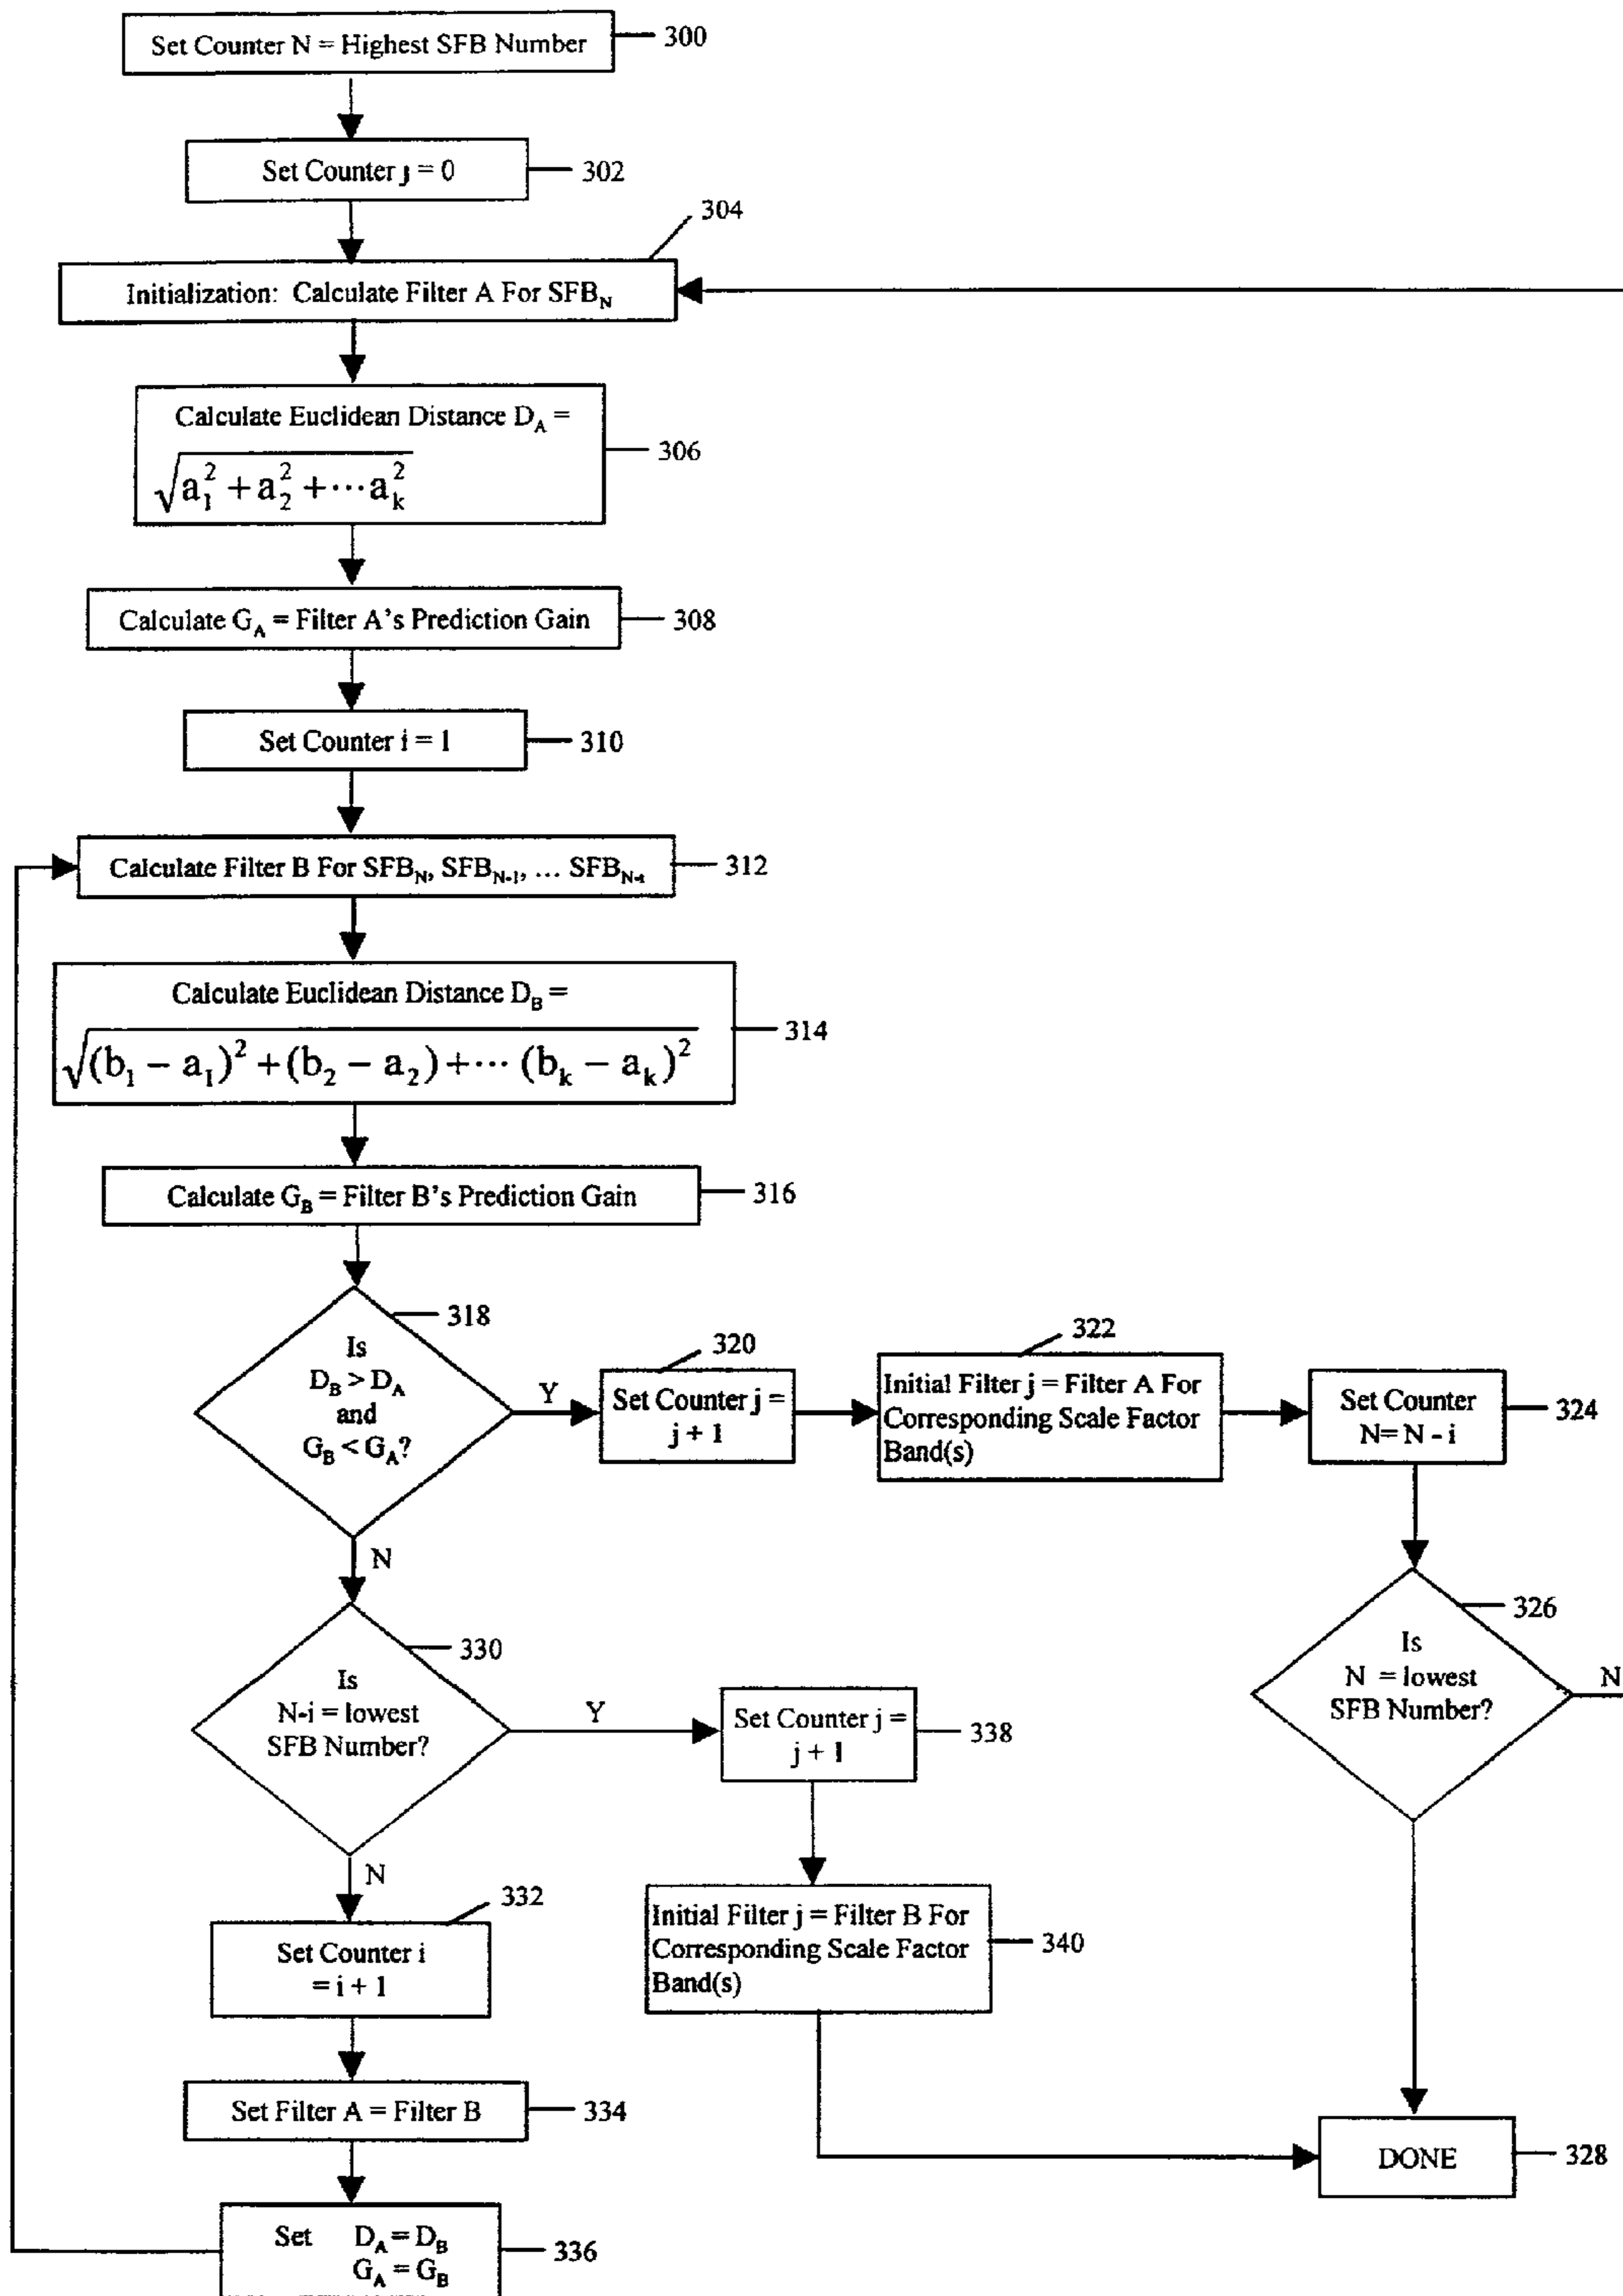 Set Counter N = Highest SFB Number
300
Set Counter j = 0
302
304
Initialization: Calculate Filter A For SFB_N
Calculate Euclidean Distance D_A =
√(a_1^2 + a_2^2 + ⋯ a_k^2)
306
Calculate G_A = Filter A's Prediction Gain
308
Set Counter i = 1
310
Calculate Filter B For SFB_N, SFB_N-1, ... SFB_N-i
312
Calculate Euclidean Distance D_B =
√((b_1 − a_1)^2 + (b_2 − a_2) + ⋯ (b_k − a_k)^2)
314
Calculate G_B = Filter B's Prediction Gain
316
318
Is
D_B > D_A
and
G_B < G_A?
Y
N
320
Set Counter j =
j + 1
322
Initial Filter j = Filter A For
Corresponding Scale Factor
Band(s)
Set Counter
N= N - i
324
326
Is
N = lowest
SFB Number?
N
330
Is
N-i = lowest
SFB Number?
Y
N
Set Counter j =
j + 1
338
Initial Filter j = Filter B For
Corresponding Scale Factor
Band(s)
340
332
Set Counter i
= i + 1
Set Filter A = Filter B
334
DONE
328
Set D_A = D_B
G_A = G_B
336